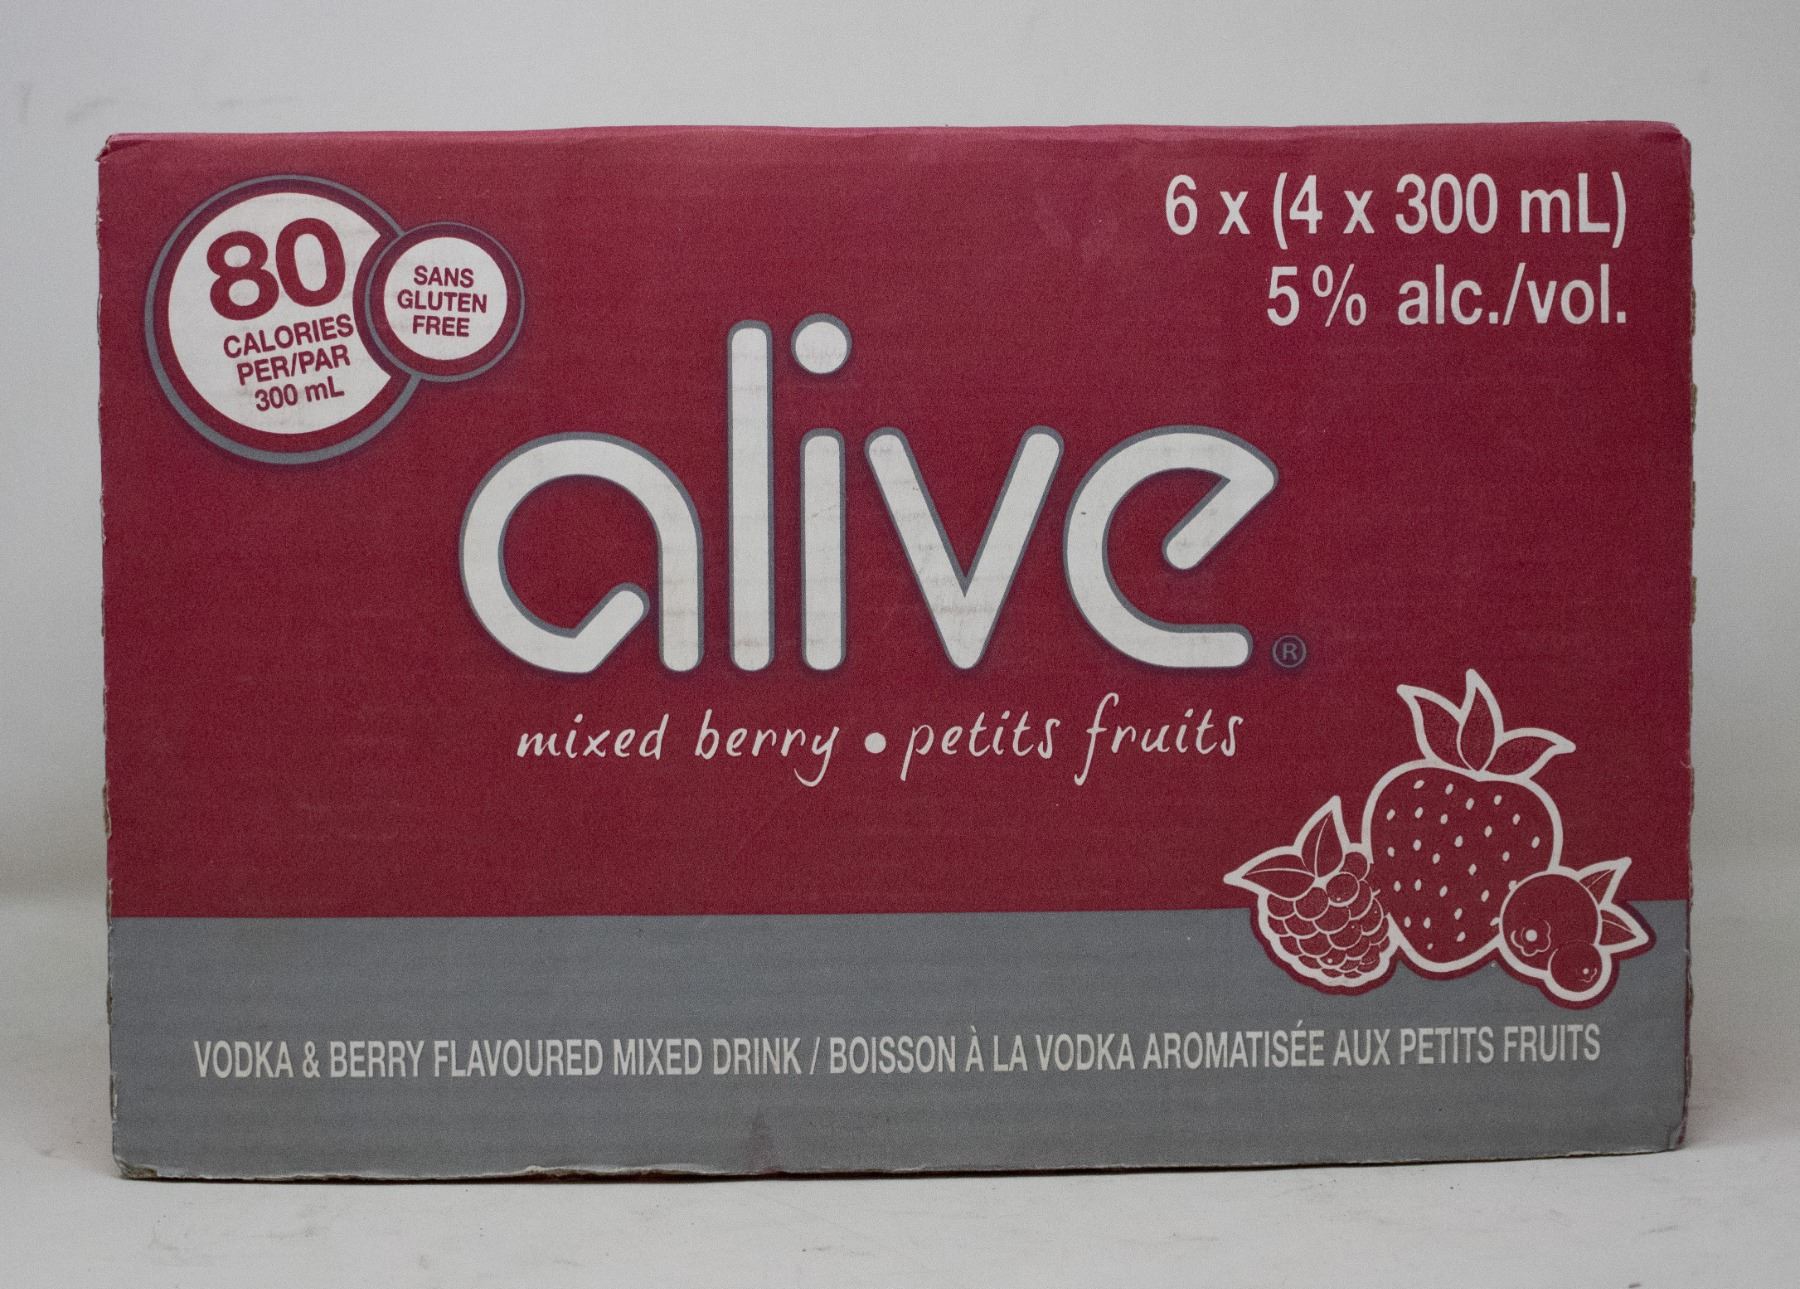 80
CALORIES
PER/PAR
300 mL
SANS
GLUTEN
FREE
6 x (4 x 300 mL)
5% alc./vol.
alive®
mixed berry • petits fruits
VODKA & BERRY FLAVOURED MIXED DRINK / BOISSON À LA VODKA AROMATISÉE AUX PETITS FRUITS